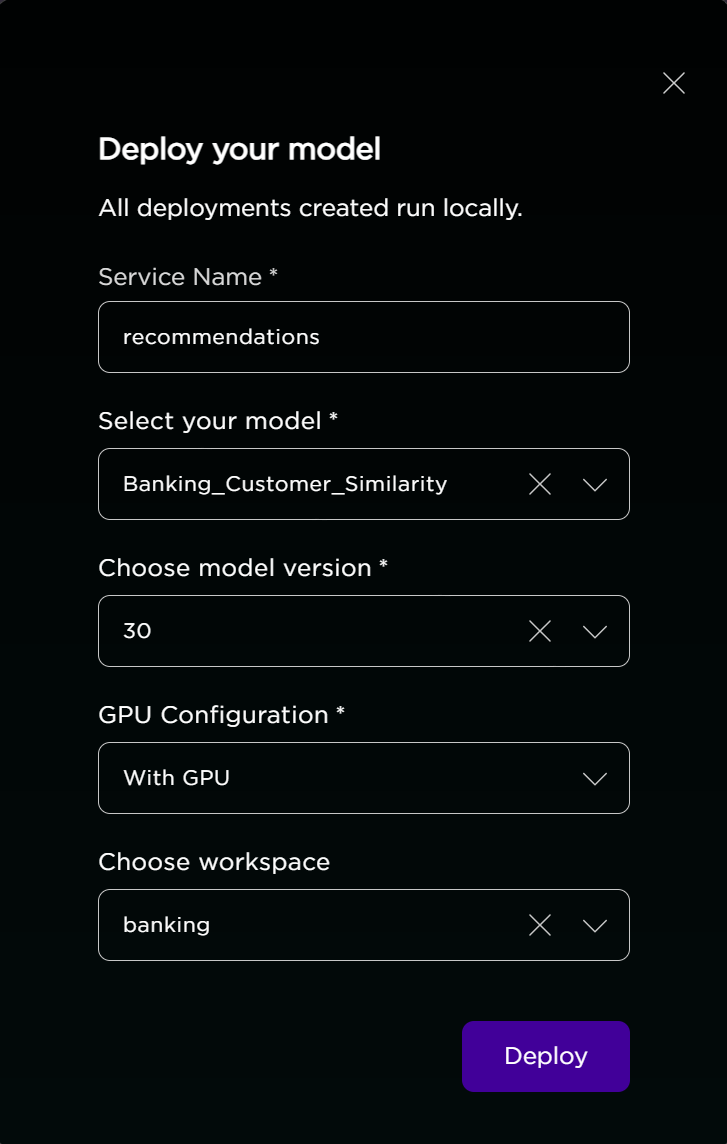 Deploy your model
All deployments created run locally.
Service Name *
recommendations
Select your model *
Banking_Customer_Similarity
Choose model version *
30
GPU Configuration *
With GPU
Choose workspace
banking
Deploy